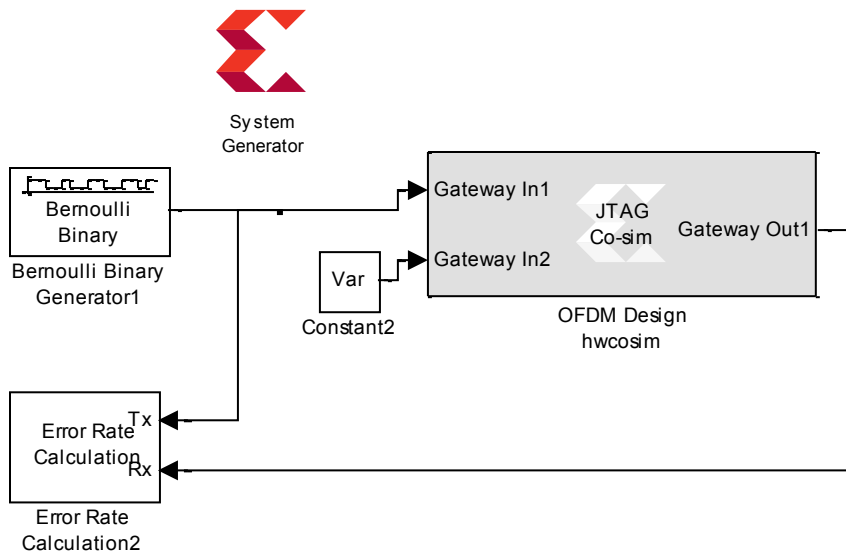 System
Generator
Bernoulli
Binary
Bernoulli Binary
Generator1
Gateway In1
Gateway In2
JTAG
Co-sim
Gateway Out1
OFDM Design
hwcosim
Var
Constant2
Tx
Error Rate
Calculation
Rx
Error Rate
Calculation2